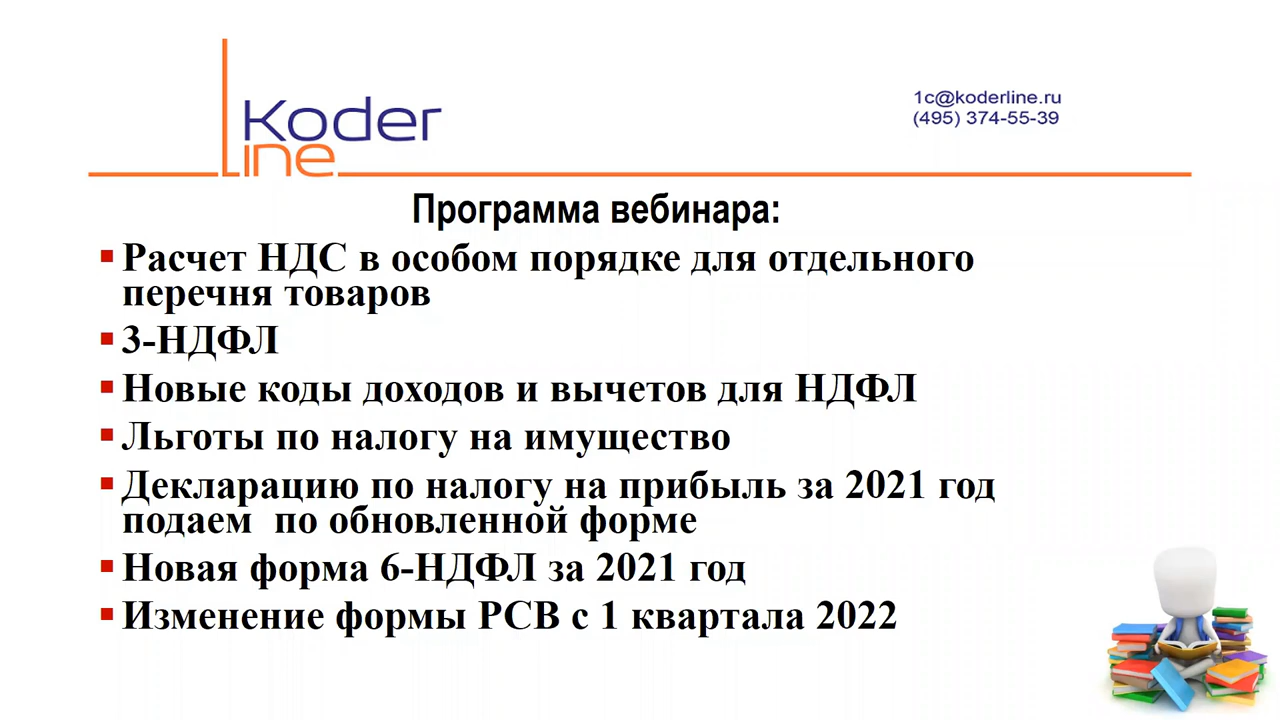 Koder
line
1c@koderline.ru
(495) 374-55-39
Программа вебинара:
Расчет НДС в особом порядке для отдельного
перечня товаров
3-НДФЛ
Новые коды доходов и вычетов для НДФЛ
Льготы по налогу на имущество
Декларацию по налогу на прибыль за 2021 год
подаем по обновленной форме
Новая форма 6-НДФЛ за 2021 год
Изменение формы РСВ с 1 квартала 2022